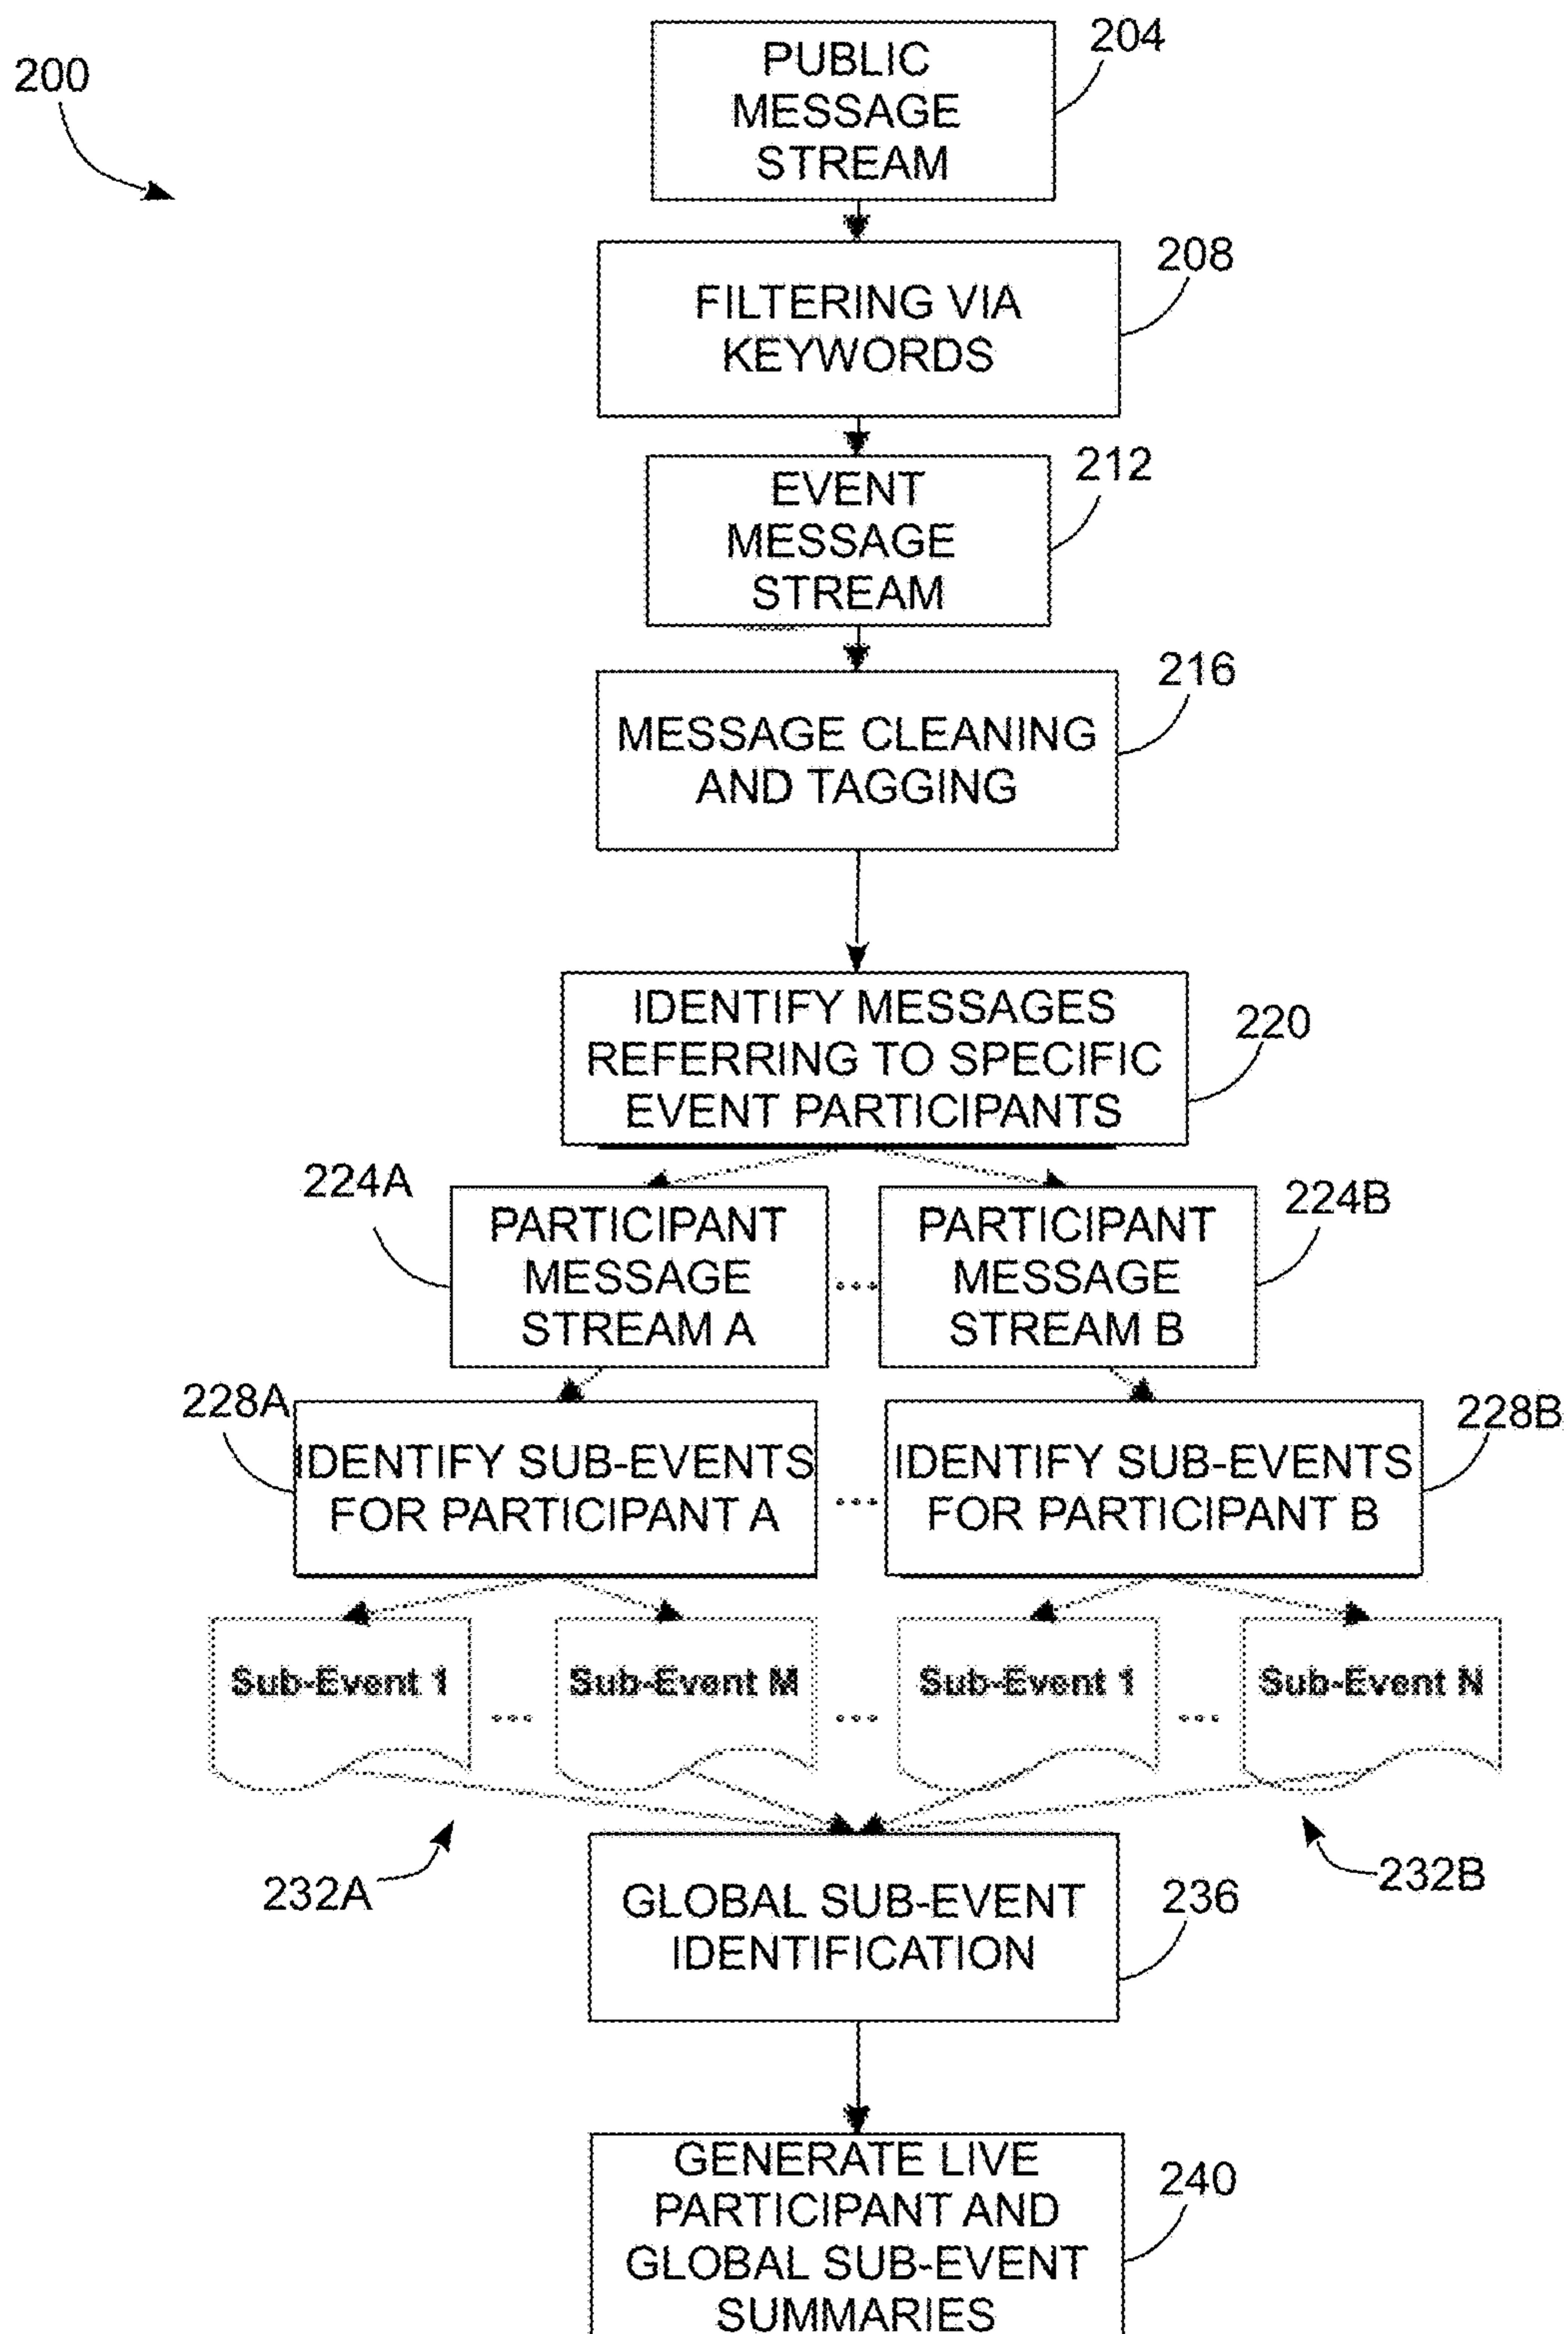 200
204
PUBLIC
MESSAGE
STREAM
208
FILTERING VIA
KEYWORDS
212
EVENT
MESSAGE
STREAM
216
MESSAGE CLEANING
AND TAGGING
220
IDENTIFY MESSAGES
REFERRING TO SPECIFIC
EVENT PARTICIPANTS
224A
PARTICIPANT
MESSAGE
STREAM A
...
224B
PARTICIPANT
MESSAGE
STREAM B
228A
IDENTIFY SUB-EVENTS
FOR PARTICIPANT A
...
228B
IDENTIFY SUB-EVENTS
FOR PARTICIPANT B
Sub-Event 1
...
Sub-Event M
...
Sub-Event 1
...
Sub-Event N
232A
232B
236
GLOBAL SUB-EVENT
IDENTIFICATION
240
GENERATE LIVE
PARTICIPANT AND
GLOBAL SUB-EVENT
SUMMARIES